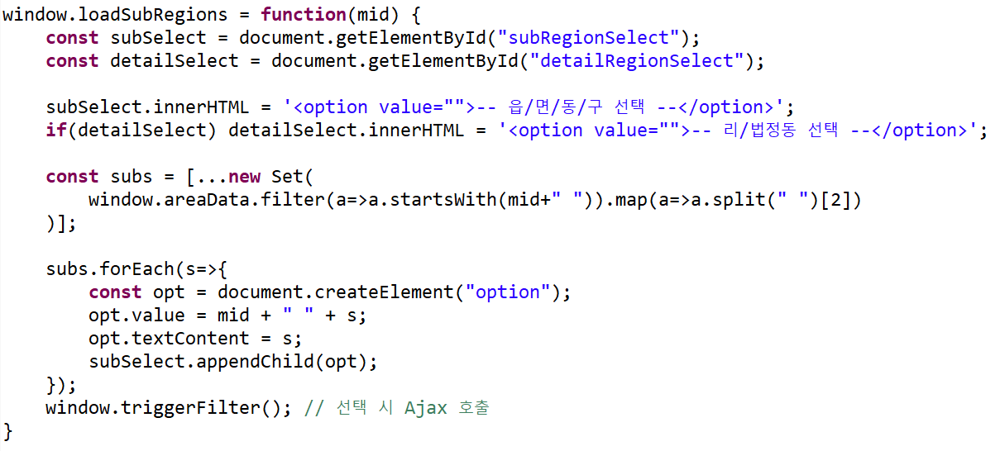 window.loadSubRegions = function(mid) {
    const subSelect = document.getElementById("subRegionSelect");
    const detailSelect = document.getElementById("detailRegionSelect");

    subSelect.innerHTML = '<option value="">-- 읍/면/동/구 선택 --</option>';
    if(detailSelect) detailSelect.innerHTML = '<option value="">-- 리/법정동 선택 --</option>';

    const subs = [...new Set(
        window.areaData.filter(a=>a.startsWith(mid+" ")).map(a=>a.split(" ")[2])
    )];

    subs.forEach(s=>{
        const opt = document.createElement("option");
        opt.value = mid + " " + s;
        opt.textContent = s;
        subSelect.appendChild(opt);
    });
    window.triggerFilter(); // 선택 시 Ajax 호출
}